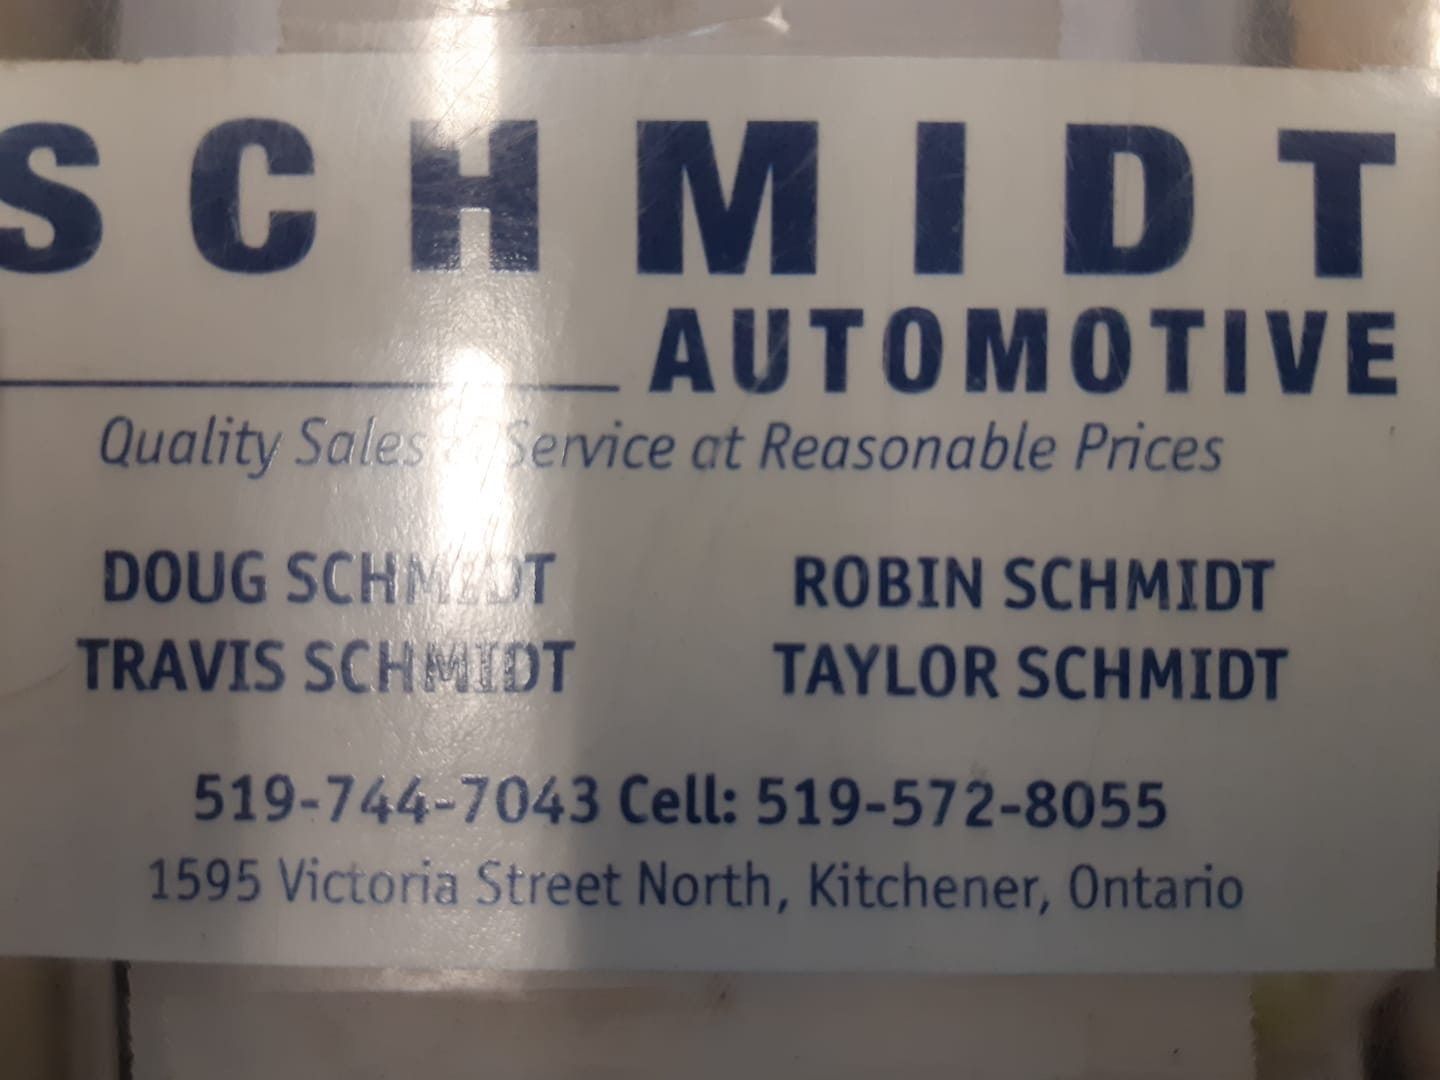 SCHMIDT
AUTOMOTIVE
Quality Sales Service at Reasonable Prices
DOUG SCHMIDT ROBIN SCHMIDT
TRAVIS SCHMIDT TAYLOR SCHMIDT
519-744-7043 Cell: 519-572-8055
1595 Victoria Street North, Kitchener, Ontario